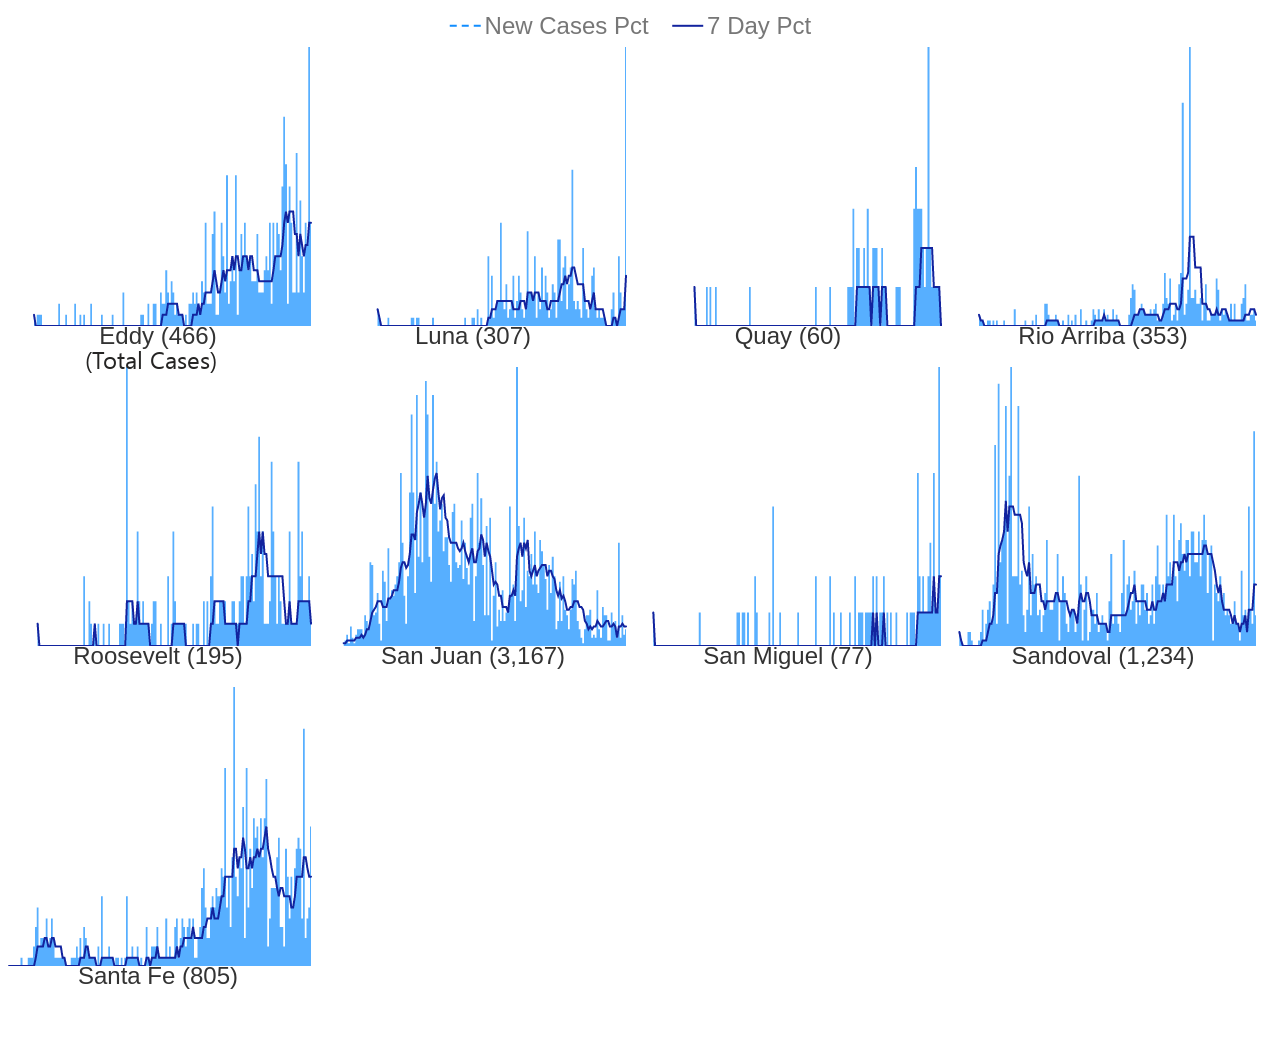 New Cases Pct 7 Day Pct
Eddy (466) Luna (307) Quay (60) Rio Arriba (353)
(Total Cases)
Roosevelt (195) San Juan (3,167) San Miguel (77) Sandoval (1,234)
Santa Fe (805)